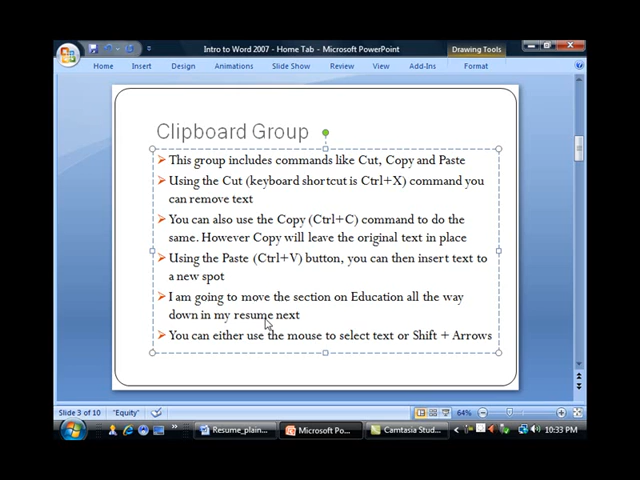 Intro to Word 2007 - Home Tab - Microsoft PowerPoint
Drawing Tools
Home Insert Design Animations Slide Show Review View Add-Ins Format
Clipboard Group
This group includes commands like Cut, Copy and Paste
Using the Cut (keyboard shortcut is Ctrl+X) command you
can remove text
You can also use the Copy (Ctrl+C) command to do the
same. However Copy will leave the original text in place
Using the Paste (Ctrl+V) button, you can then insert text to
a new spot
I am going to move the section on Education all the way
down in my resume next
You can either use the mouse to select text or Shift + Arrows
Slide 3 of 10 "Equity" 64%
Resume_plain... Microsoft Po... Camtasia Stud... 10:33 PM